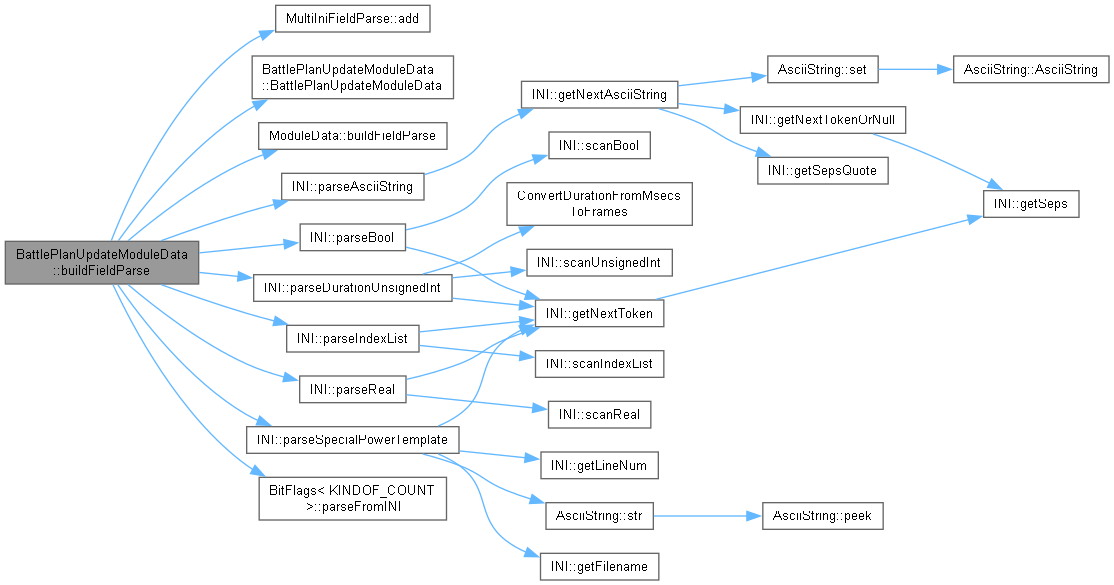 BattlePlanUpdateModuleData
::buildFieldParse
MultiIniFieldParse::add
BattlePlanUpdateModuleData
::BattlePlanUpdateModuleData
ModuleData::buildFieldParse
INI::parseAsciiString
INI::parseBool
INI::parseDurationUnsignedInt
INI::parseIndexList
INI::parseReal
INI::parseSpecialPowerTemplate
BitFlags< KINDOF_COUNT
>::parseFromINI
INI::getNextAsciiString
INI::scanBool
ConvertDurationFromMsecs
ToFrames
INI::scanUnsignedInt
INI::getNextToken
INI::scanIndexList
INI::scanReal
INI::getLineNum
AsciiString::str
INI::getFilename
AsciiString::set
INI::getNextTokenOrNull
INI::getSepsQuote
AsciiString::peek
AsciiString::AsciiString
INI::getSeps